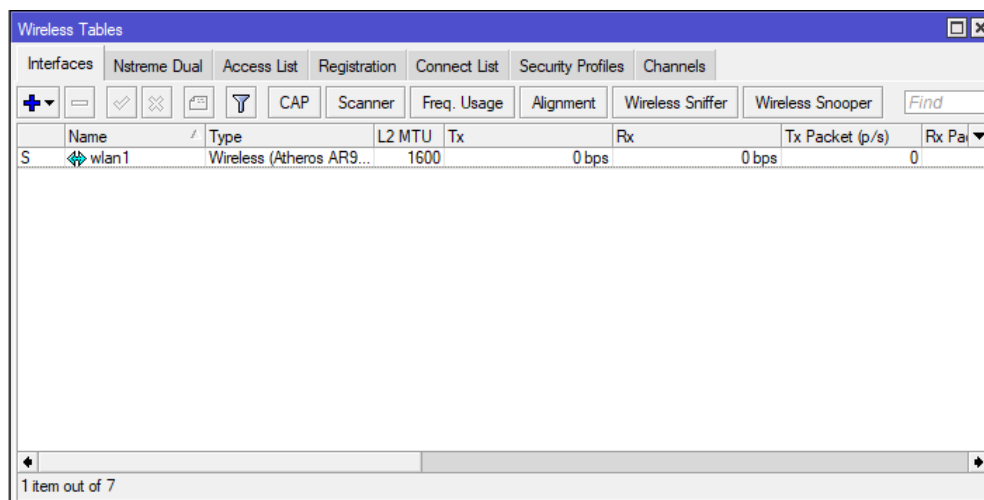 Wireless Tables
Interfaces Nstreme Dual Access List Registration Connect List Security Profiles Channels
CAP Scanner Freq. Usage Alignment Wireless Sniffer Wireless Snooper Find
Name Type L2 MTU Tx Rx Tx Packet (p/s) Rx Pa
S wlan1 Wireless (Atheros AR9... 1600 0 bps 0 bps 0
1 item out of 7